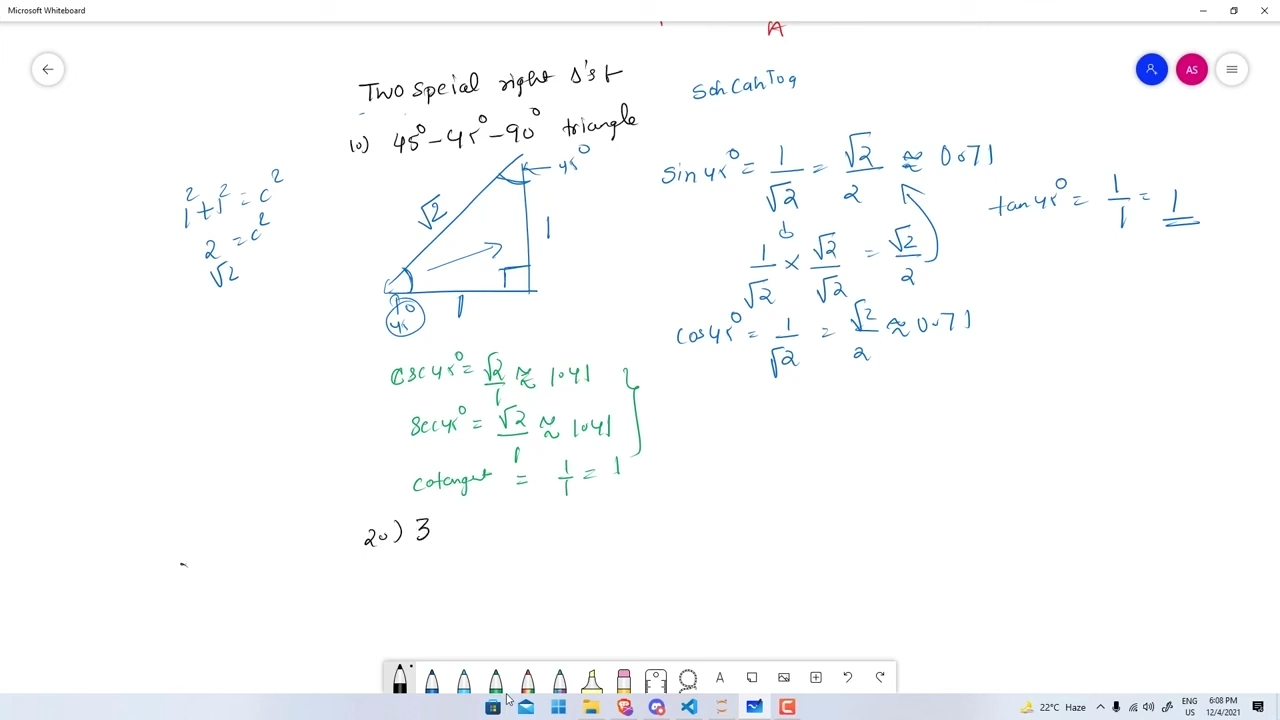 Microsoft Whiteboard
A
AS
Two special right Δ's
SohCahToa
1o) 45° - 45° - 90° triangle
45°
1² + 1² = c²
2 = c²
√2
√2
1
45°
1
sin 45° = 1/√2 = √2/2 ≈ 0.71
1/√2 × √2/√2 = √2/2
cos 45° = 1/√2 = √2/2 ≈ 0.71
tan 45° = 1/1 = 1
csc 45° = √2/1 ≈ 1.41
sec 45° = √2/1 ≈ 1.41
cotangent = 1/1 = 1
2o) 3
A
22°C Haze
ENG
US
6:08 PM
12/4/2021